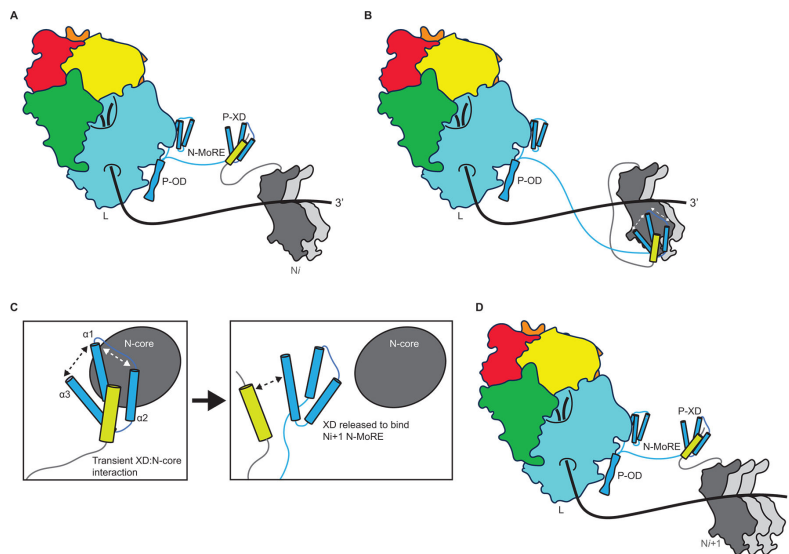 A
P-XD
N-MoRE
P-OD
L
3'
Ni
B
P-OD
L
3'
C
α1
N-core
α3
α2
Transient XD:N-core
interaction
N-core
XD released to bind
Ni+1 N-MoRE
D
P-XD
N-MoRE
P-OD
L
Ni+1